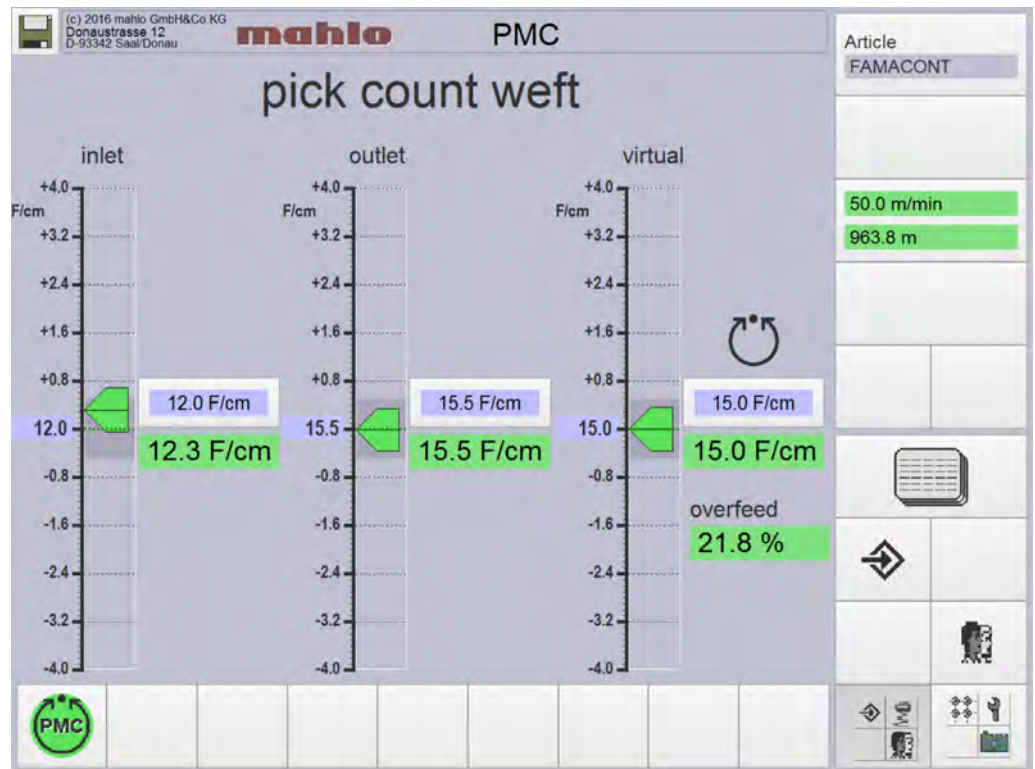 (c) 2016 mahlo GmbH&Co.KG
Donaustrasse 12
D-93342 Saal/Donau
mahlo
PMC
Article
FAMACONT
pick count weft
inlet
outlet
virtual
50.0 m/min
963.8 m
+4.0
F/cm
+3.2
+2.4
+1.6
+0.8
12.0
-0.8
-1.6
-2.4
-3.2
-4.0
12.0 F/cm
12.3 F/cm
+4.0
F/cm
+3.2
+2.4
+1.6
+0.8
15.5
-0.8
-1.6
-2.4
-3.2
-4.0
15.5 F/cm
15.5 F/cm
+4.0
F/cm
+3.2
+2.4
+1.6
+0.8
15.0
-0.8
-1.6
-2.4
-3.2
-4.0
15.0 F/cm
15.0 F/cm
overfeed
21.8 %
PMC